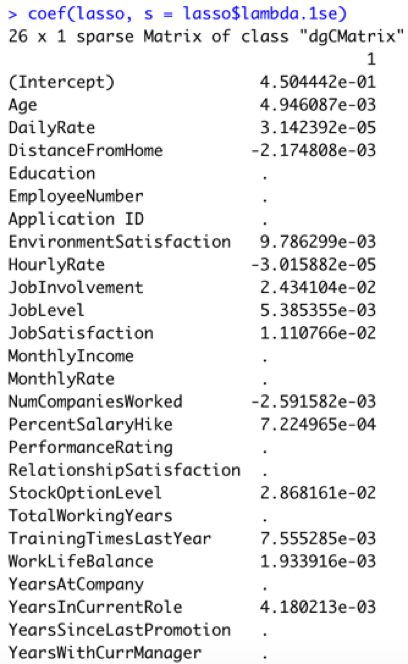 > coef(lasso, s = lasso$lambda.1se)
26 x 1 sparse Matrix of class "dgCMatrix"
1
(Intercept) 4.504442e-01
Age 4.946087e-03
DailyRate 3.142392e-05
DistanceFromHome -2.174808e-03
Education .
EmployeeNumber .
Application ID .
EnvironmentSatisfaction 9.786299e-03
HourlyRate -3.015882e-05
JobInvolvement 2.434104e-02
JobLevel 5.385355e-03
JobSatisfaction 1.110766e-02
MonthlyIncome .
MonthlyRate .
NumCompaniesWorked -2.591582e-03
PercentSalaryHike 7.224965e-04
PerformanceRating .
RelationshipSatisfaction .
StockOptionLevel 2.868161e-02
TotalWorkingYears .
TrainingTimesLastYear 7.555285e-03
WorkLifeBalance 1.933916e-02
YearsAtCompany .
YearsInCurrentRole 4.180213e-03
YearsSinceLastPromotion .
YearsWithCurrManager .